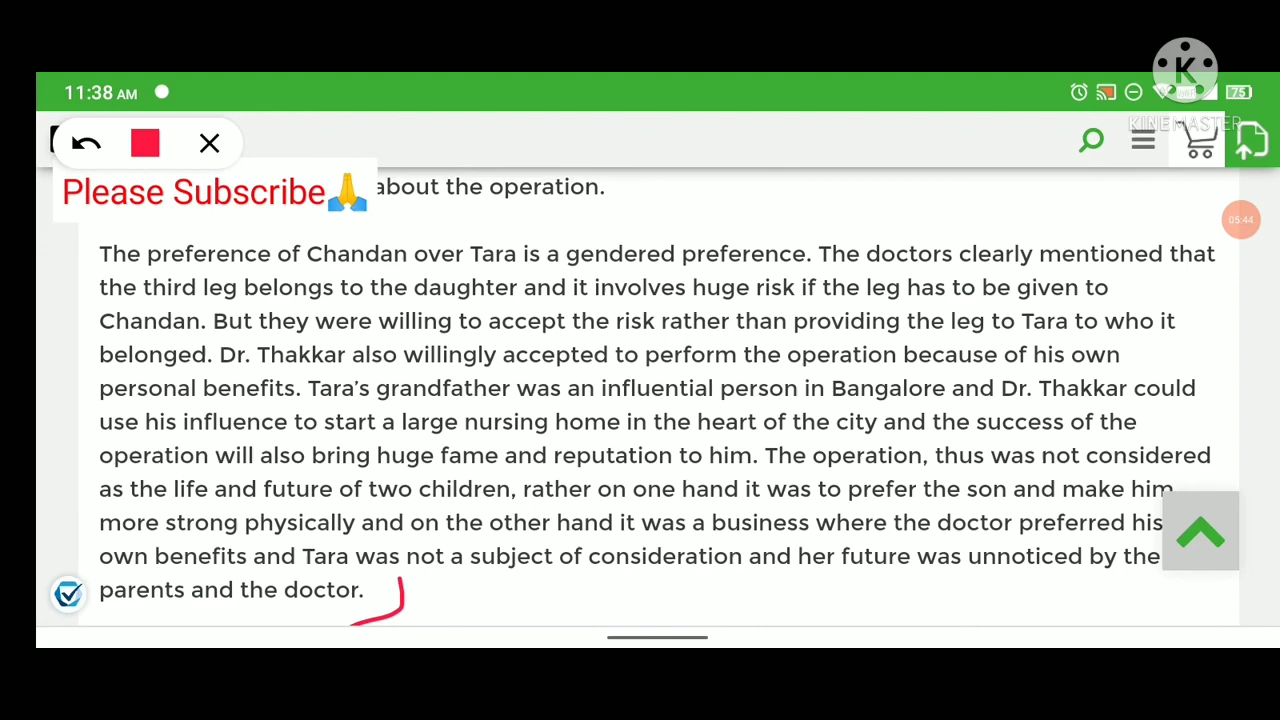 11:38 AM
75
KINEMASTER
Please Subscribe🙏 about the operation.
05:44
The preference of Chandan over Tara is a gendered preference. The doctors clearly mentioned that
the third leg belongs to the daughter and it involves huge risk if the leg has to be given to
Chandan. But they were willing to accept the risk rather than providing the leg to Tara to who it
belonged. Dr. Thakkar also willingly accepted to perform the operation because of his own
personal benefits. Tara's grandfather was an influential person in Bangalore and Dr. Thakkar could
use his influence to start a large nursing home in the heart of the city and the success of the
operation will also bring huge fame and reputation to him. The operation, thus was not considered
as the life and future of two children, rather on one hand it was to prefer the son and make him
more strong physically and on the other hand it was a business where the doctor preferred his
own benefits and Tara was not a subject of consideration and her future was unnoticed by the
parents and the doctor.